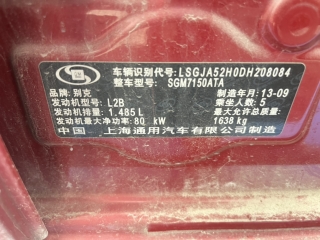 车辆识别代号: LSGJA52H0DH208084
整车型号: SGM7150ATA
品牌: 别克 制造年月: 13-09
发动机型号: L2B 乘坐人数: 5
发动机排量: 1.485 L 最大允许总质量:
发动机最大净功率: 80 kW 1638 kg
中国 上海通用汽车有限公司制造